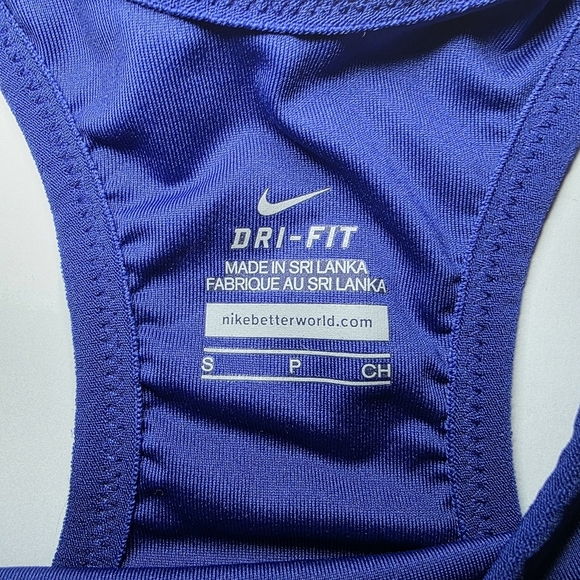 DRI-FIT
MADE IN SRI LANKA
FABRIQUE AU SRI LANKA
nikebetterworld.com
S P CH